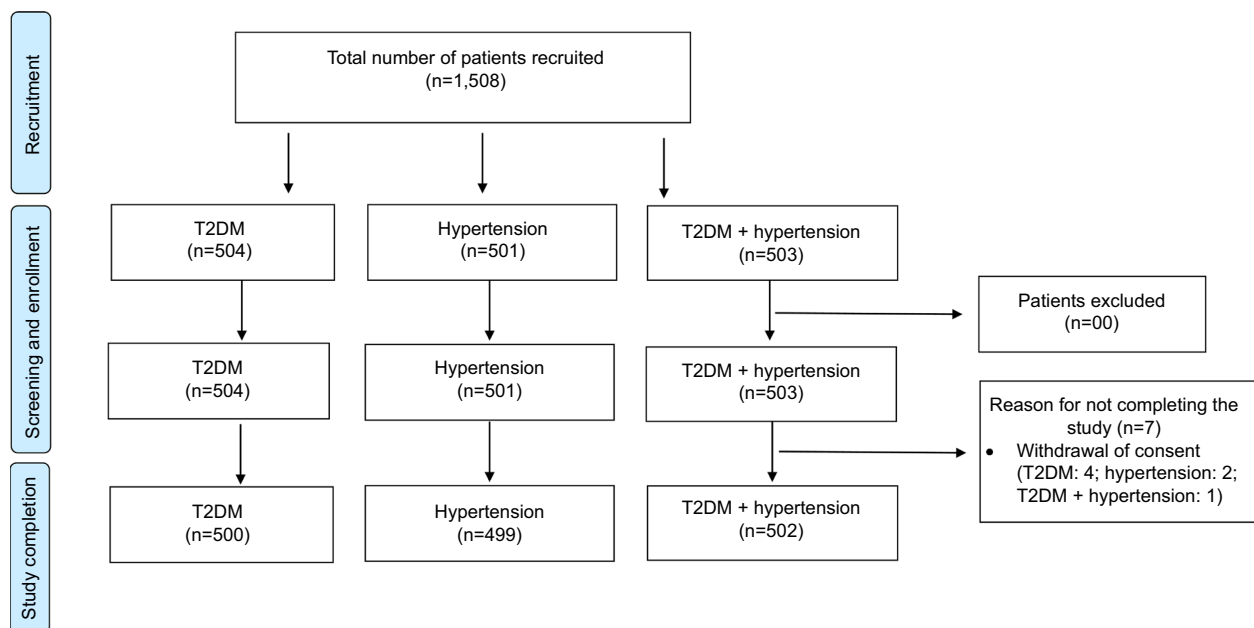 Recruitment
Total number of patients recruited
(n=1,508)
Screening and enrollment
T2DM
(n=504)
Hypertension
(n=501)
T2DM + hypertension
(n=503)
Patients excluded
(n=00)
T2DM
(n=504)
Hypertension
(n=501)
T2DM + hypertension
(n=503)
Reason for not completing the
study (n=7)
• Withdrawal of consent
(T2DM: 4; hypertension: 2;
T2DM + hypertension: 1)
Study completion
T2DM
(n=500)
Hypertension
(n=499)
T2DM + hypertension
(n=502)